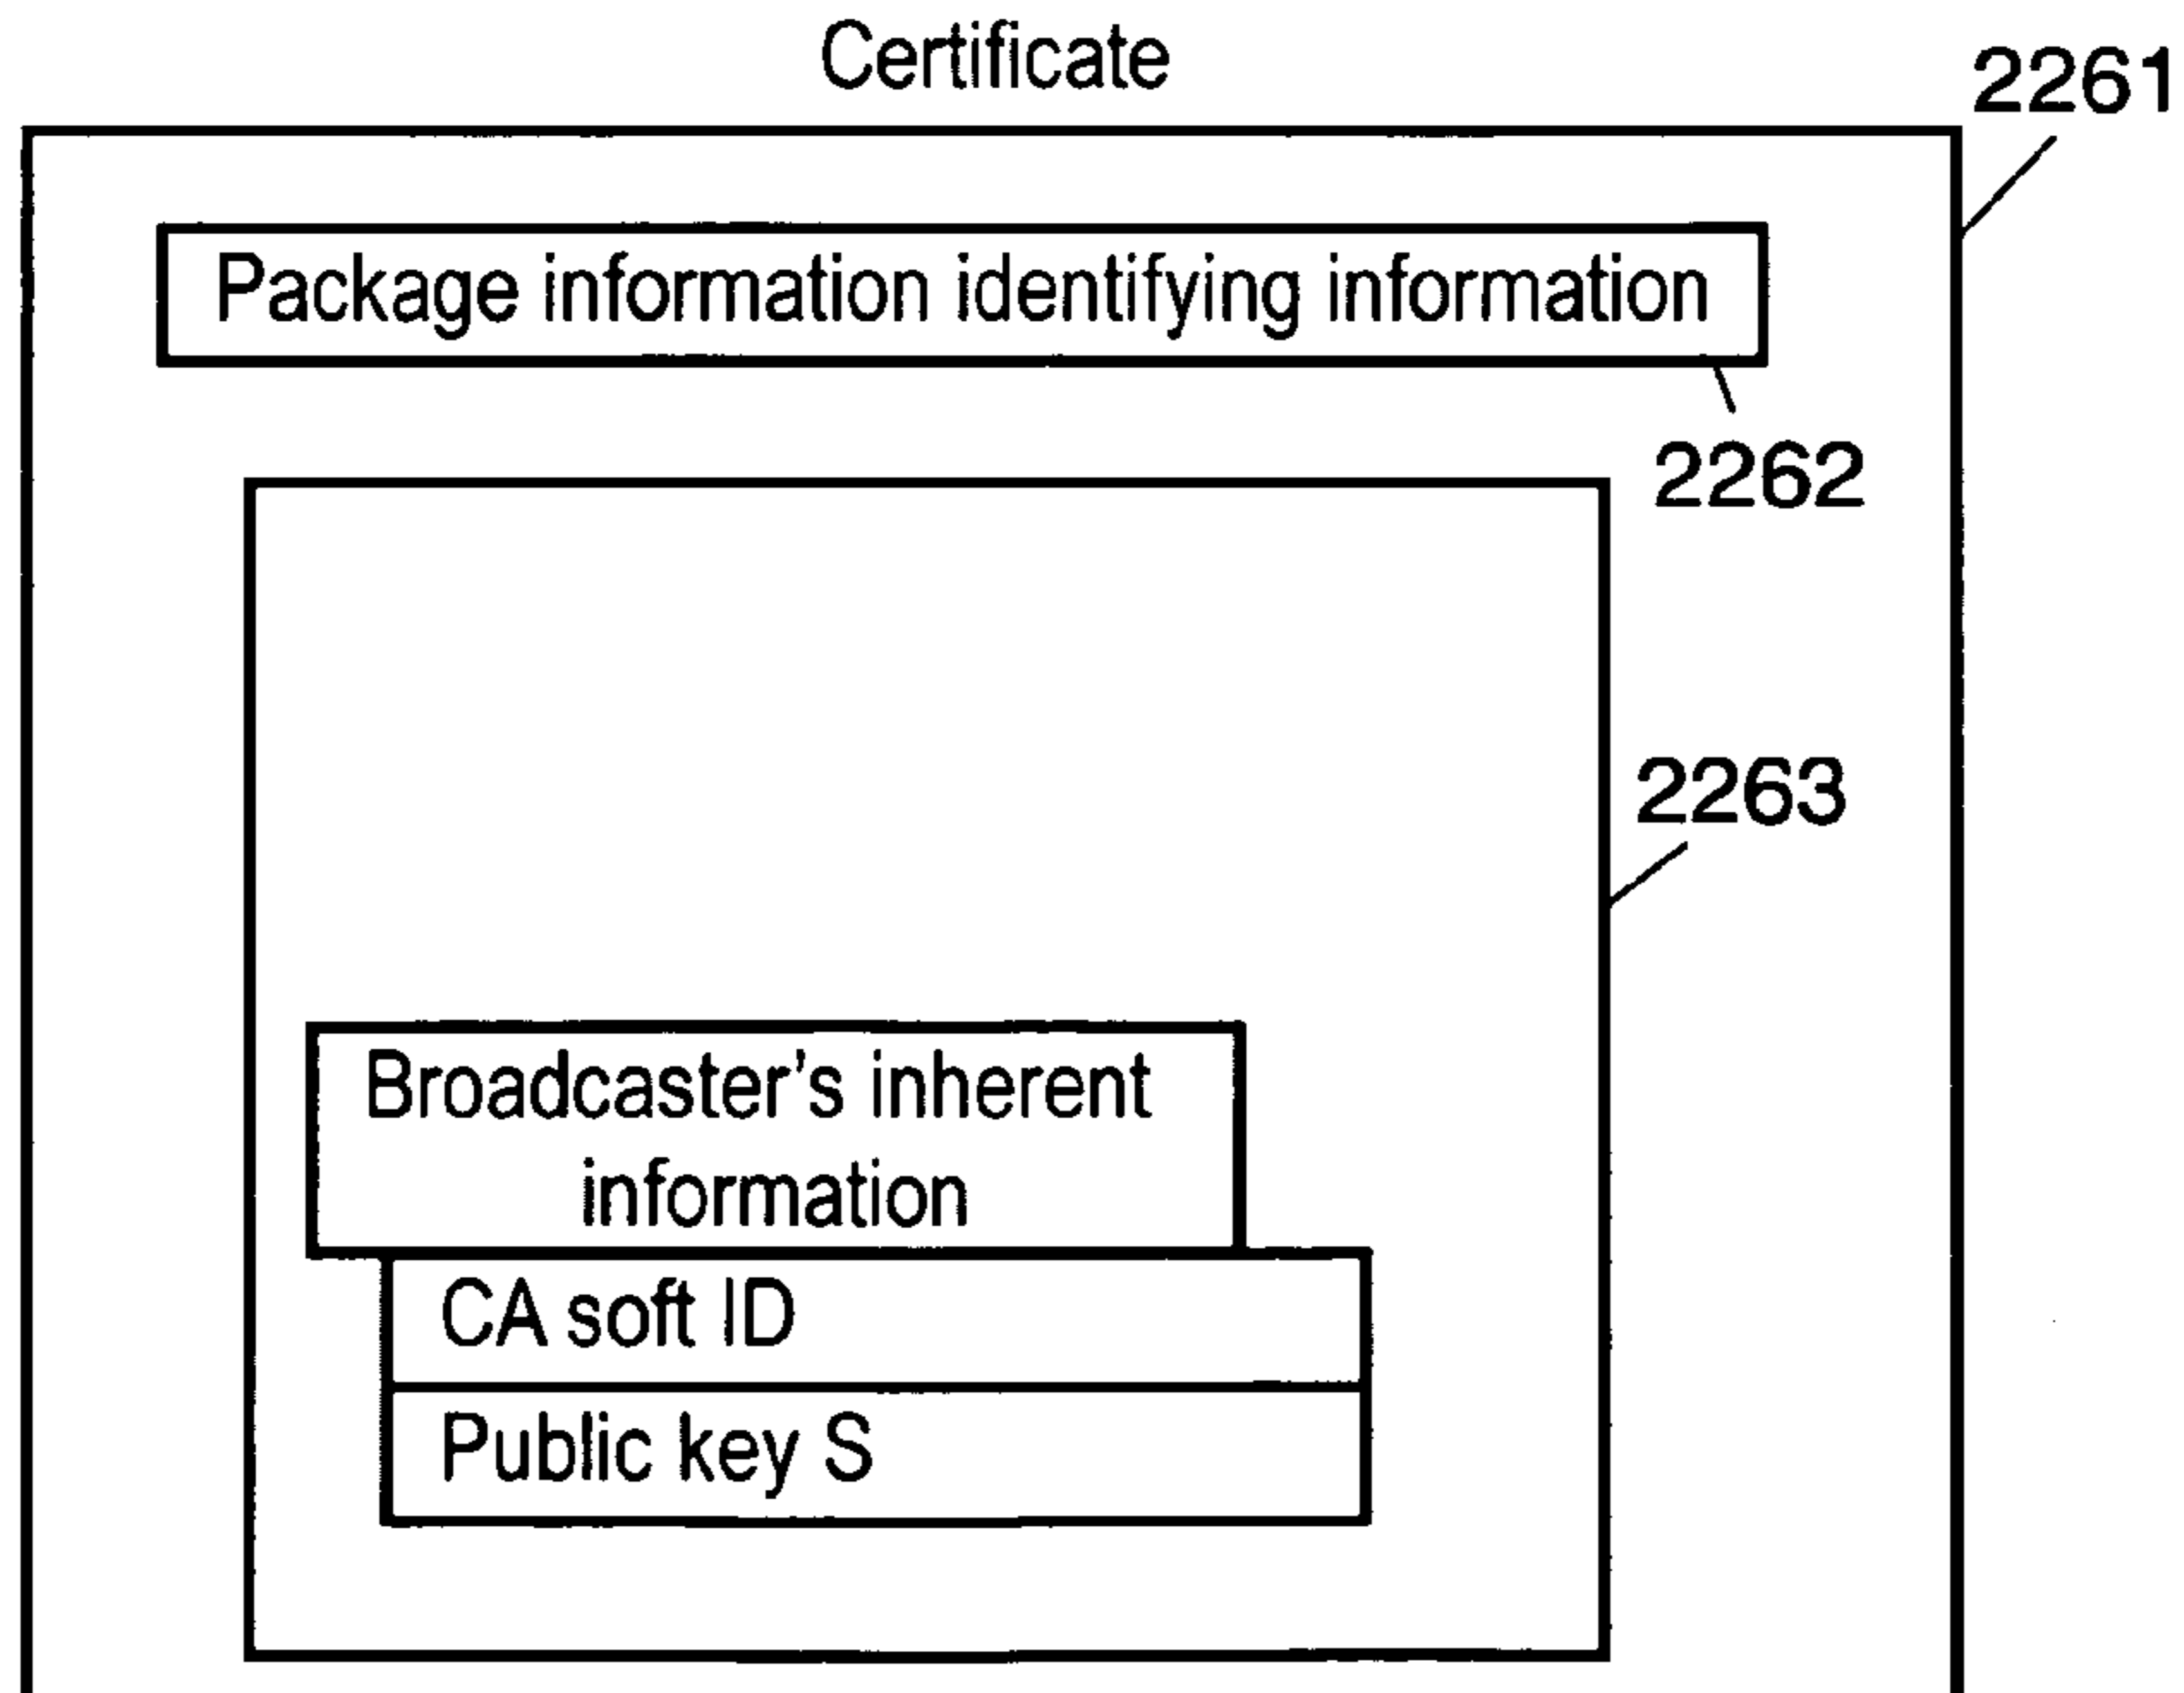 Certificate
2261
Package information identifying information
2262
2263
Broadcaster's inherent
information
CA soft ID
Public key S